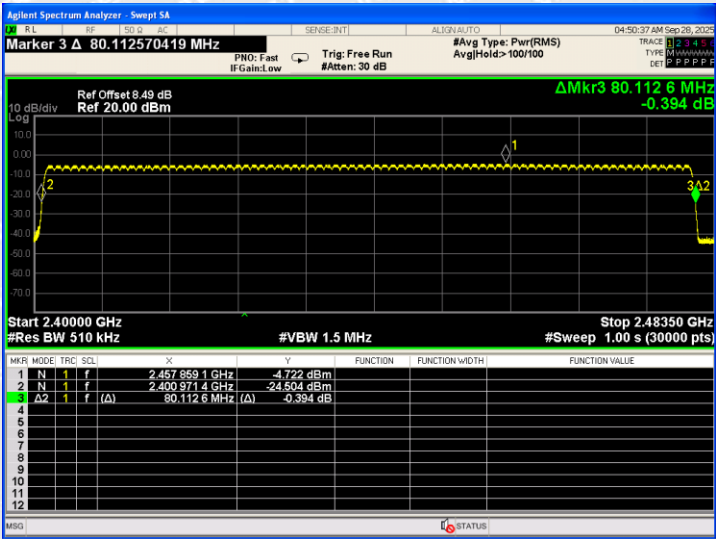 Agilent Spectrum Analyzer - Swept SA
RL RF 50 Ω AC SENSE:INT ALIGNAUTO 04:50:37 AM Sep 28, 2025
Marker 3 Δ 80.112570419 MHz
PNO: Fast
IFGain:Low
Trig: Free Run
#Atten: 30 dB
#Avg Type: Pwr(RMS)
Avg|Hold:> 100/100
TRACE 1 2 3 4 5
TYPE M
DET P P P P P
ΔMkr3 80.112 6 MHz
-0.394 dB
Ref Offset 8.49 dB
10 dB/div Ref 20.00 dBm
Log
10.0
0.00
-10.0
-20.0
-30.0
-40.0
-50.0
-60.0
-70.0
1
2
3Δ2
Start 2.40000 GHz Stop 2.48350 GHz
#Res BW 510 kHz #VBW 1.5 MHz #Sweep 1.00 s (30000 pts)
MKR MODE TRC SCL X Y FUNCTION FUNCTION WIDTH FUNCTION VALUE
1 N 1 f 2.457 859 1 GHz -4.722 dBm
2 N 1 f 2.400 971 4 GHz -24.504 dBm
3 Δ2 1 f (Δ) 80.112 6 MHz (Δ) -0.394 dB
4
5
6
7
8
9
10
11
12
MSG STATUS